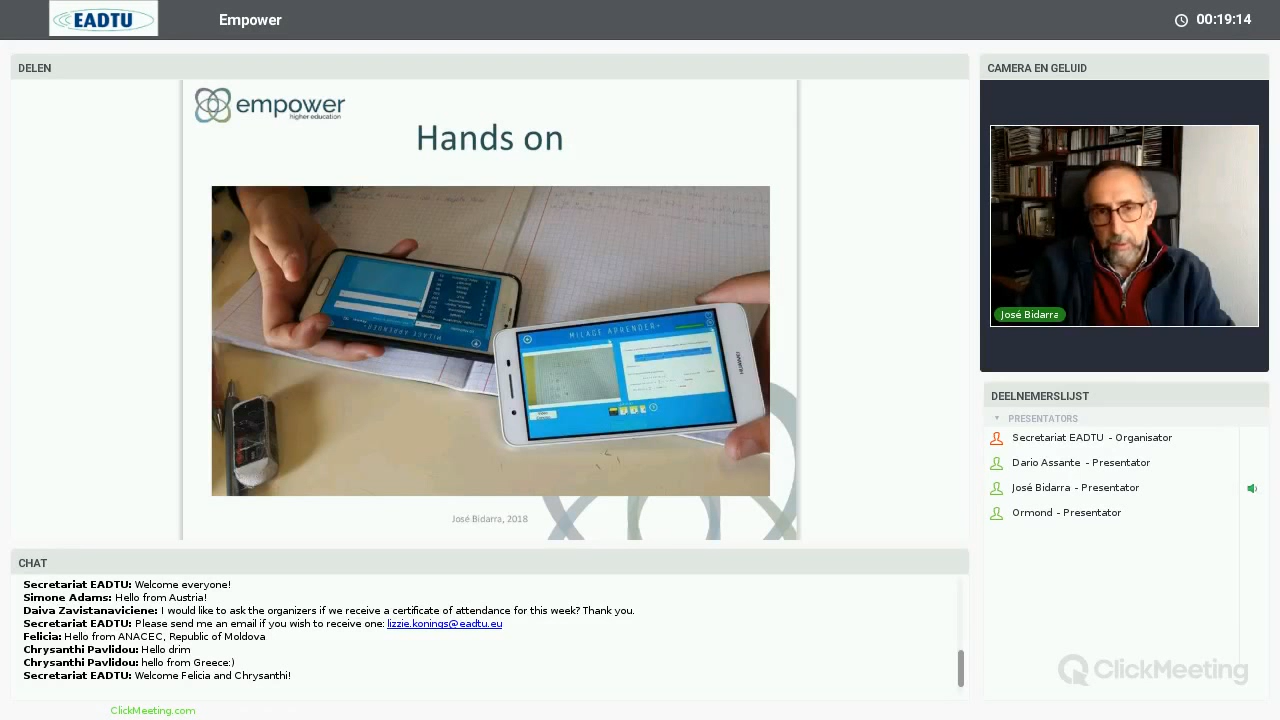 EADTU
Empower
00:19:14
DELEN
empower
higher education
Hands on
MILAGE APRENDER+
MILAGE APRENDER+
HUAWEI
José Bidarra, 2018
CAMERA EN GELUID
José Bidarra
DEELNEMERSLIJST
PRESENTATORS
Secretariat EADTU - Organisator
Dario Assante - Presentator
José Bidarra - Presentator
Ormond - Presentator
CHAT
Secretariat EADTU: Welcome everyone!
Simone Adams: Hello from Austria!
Daiva Zavistanaviciene: I would like to ask the organizers if we receive a certificate of attendance for this week? Thank you.
Secretariat EADTU: Please send me an email if you wish to receive one: lizzie.konings@eadtu.eu
Felicia: Hello from ANACEC, Republic of Moldova
Chrysanthi Pavlidou: Hello drim
Chrysanthi Pavlidou: hello from Greece:)
Secretariat EADTU: Welcome Felicia and Chrysanthi!
ClickMeeting
ClickMeeting.com